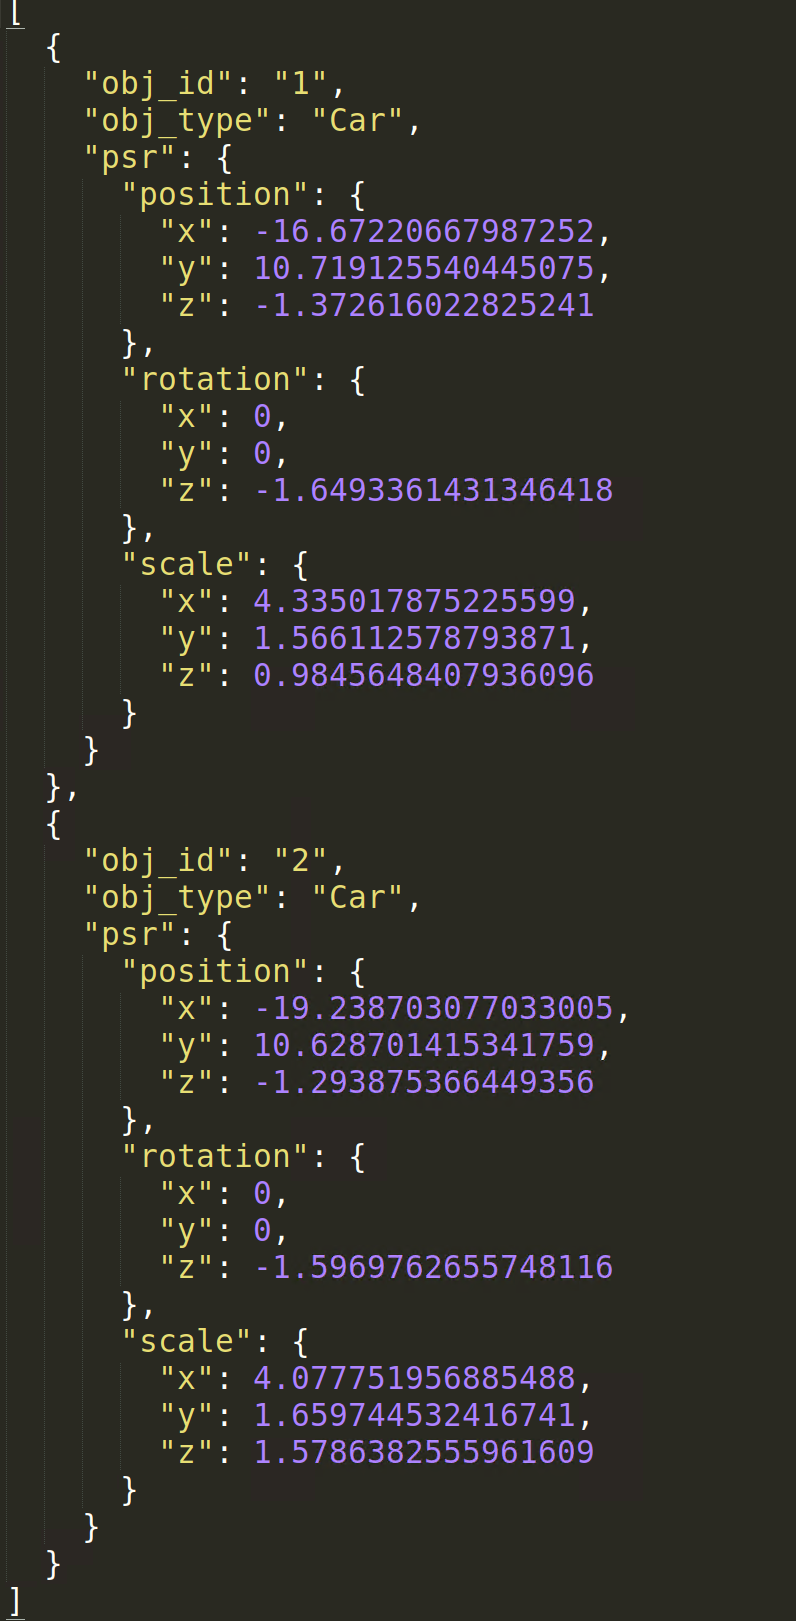 [
  {
    "obj_id": "1",
    "obj_type": "Car",
    "psr": {
      "position": {
        "x": -16.67220667987252,
        "y": 10.719125540445075,
        "z": -1.372616022825241
      },
      "rotation": {
        "x": 0,
        "y": 0,
        "z": -1.6493361431346418
      },
      "scale": {
        "x": 4.335017875225599,
        "y": 1.566112578793871,
        "z": 0.9845648407936096
      }
    }
  },
  {
    "obj_id": "2",
    "obj_type": "Car",
    "psr": {
      "position": {
        "x": -19.238703077033005,
        "y": 10.628701415341759,
        "z": -1.293875366449356
      },
      "rotation": {
        "x": 0,
        "y": 0,
        "z": -1.5969762655748116
      },
      "scale": {
        "x": 4.077751956885488,
        "y": 1.659744532416741,
        "z": 1.5786382555961609
      }
    }
  }
]